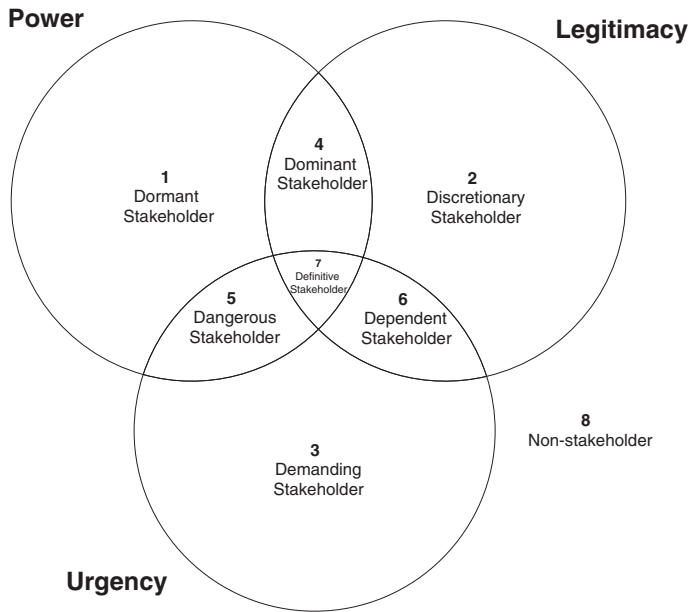 Power
Legitimacy
4
Dominant
Stakeholder
1
Dormant
Stakeholder
2
Discretionary
Stakeholder
7
Definitive
Stakeholder
5
Dangerous
Stakeholder
6
Dependent
Stakeholder
8
Non-stakeholder
3
Demanding
Stakeholder
Urgency